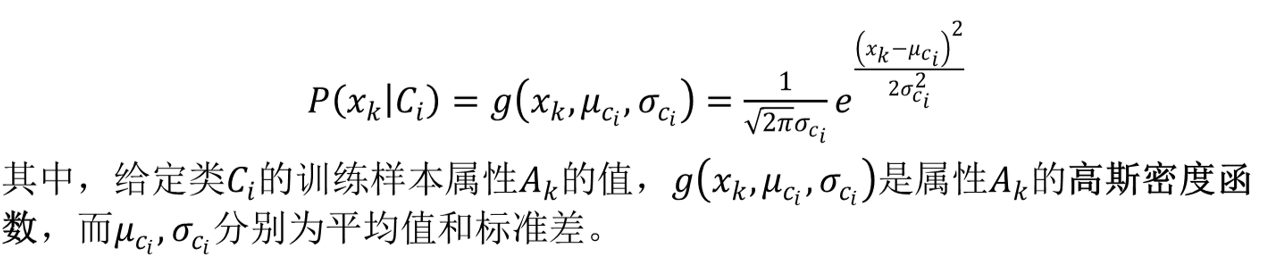 P(x_k|C_i) = g(x_k, μ_{c_i}, σ_{c_i}) = \frac{1}{\sqrt{2π}σ_{c_i}} e^{\frac{(x_k−μ_{c_i})^2}{2σ_{c_i}^2}}
其中，给定类C_i的训练样本属性A_k的值，g(x_k, μ_{c_i}, σ_{c_i})是属性A_k的高斯密度函
数，而μ_{c_i}, σ_{c_i}分别为平均值和标准差。